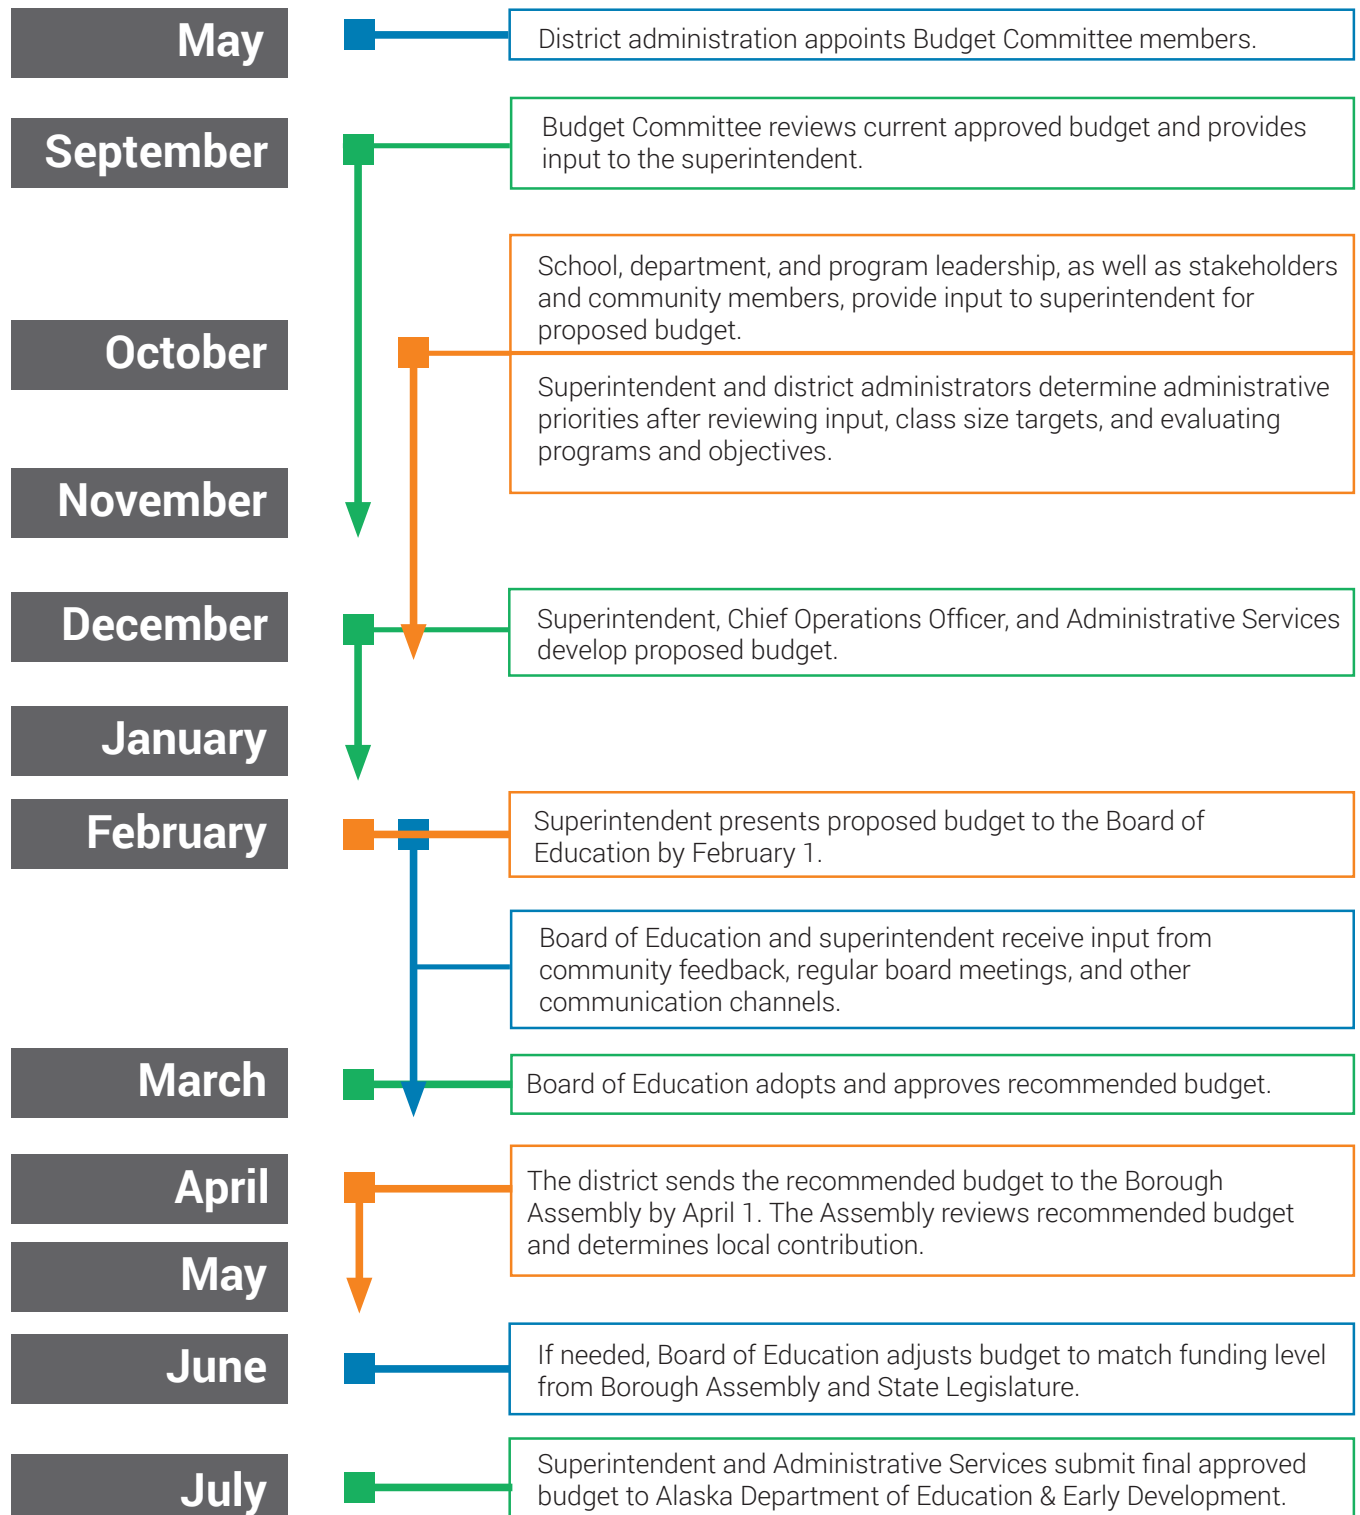 May
District administration appoints Budget Committee members.
September
Budget Committee reviews current approved budget and provides
input to the superintendent.
School, department, and program leadership, as well as stakeholders
and community members, provide input to superintendent for
proposed budget.
October
Superintendent and district administrators determine administrative
priorities after reviewing input, class size targets, and evaluating
programs and objectives.
November
December
Superintendent, Chief Operations Officer, and Administrative Services
develop proposed budget.
January
February
Superintendent presents proposed budget to the Board of
Education by February 1.
Board of Education and superintendent receive input from
community feedback, regular board meetings, and other
communication channels.
March
Board of Education adopts and approves recommended budget.
April
The district sends the recommended budget to the Borough
Assembly by April 1. The Assembly reviews recommended budget
and determines local contribution.
May
June
If needed, Board of Education adjusts budget to match funding level
from Borough Assembly and State Legislature.
July
Superintendent and Administrative Services submit final approved
budget to Alaska Department of Education & Early Development.